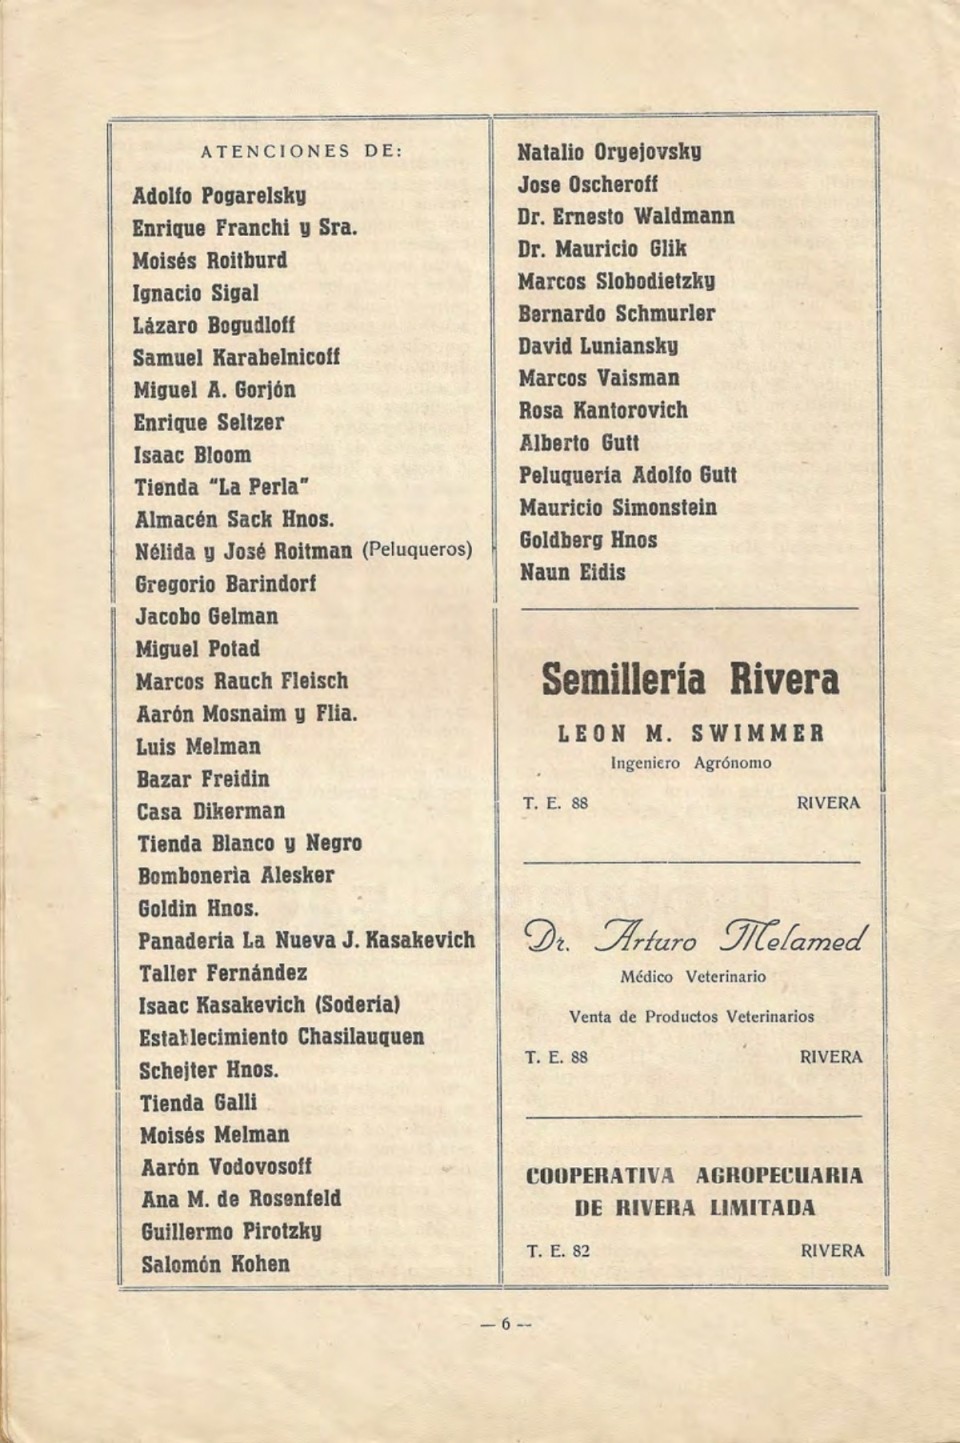 ATENCIONES DE:
Adolfo Pogarelsky
Enrique Franchi y Sra.
Moisés Roitburd
Ignacio Sigal
Lázaro Bogudloff
Samuel Karabelnicoff
Miguel A. Gorjón
Enrique Seltzer
Isaac Bloom
Tienda "La Perla"
Almacén Sack Hnos.
Nélida y José Roitman (Peluqueros)
Gregorio Barindorf
Jacobo Gelman
Miguel Potad
Marcos Rauch Fleisch
Aarón Mosnaim y Flia.
Luis Melman
Bazar Freidin
Casa Dikerman
Tienda Blanco y Negro
Bomboneria Alesker
Goldin Hnos.
Panaderia La Nueva J. Kasakevich
Taller Fernández
Isaac Kasakevich (Soderia)
Establecimiento Chasilauquen
Schejter Hnos.
Tienda Galli
Moisés Melman
Aarón Vodovosoff
Ana M. de Rosenfeld
Guillermo Pirotzky
Salomón Kohen
Natalio Oryejovsky
Jose Oscheroff
Dr. Ernesto Waldmann
Dr. Mauricio Glik
Marcos Slobodietzky
Bernardo Schmurler
David Luniansky
Marcos Vaisman
Rosa Kantorovich
Alberto Gutt
Peluqueria Adolfo Gutt
Mauricio Simonstein
Goldberg Hnos
Naun Eidis
Semillería Rivera
LEON M. SWIMMER
Ingeniero Agrónomo
T. E. 88 RIVERA
Dr. Arturo Melamed
Médico Veterinario
Venta de Productos Veterinarios
T. E. 88 RIVERA
COOPERATIVA AGROPECUARIA
DE RIVERA LIMITADA
T. E. 82 RIVERA
— 6 —